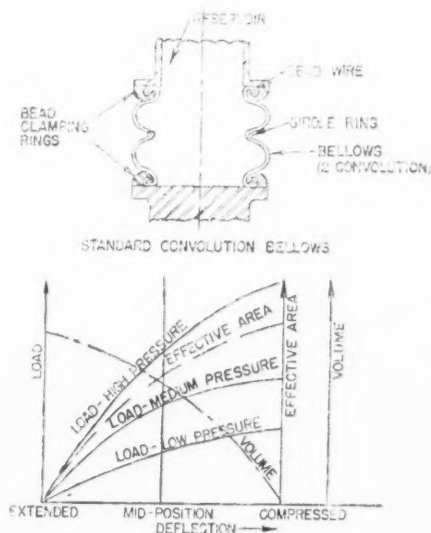 RESERVOIR
BEAD WIRE
BEAD
CLAMPING
RINGS
GIRDLE RING
BELLOWS
(2 CONVOLUTION)
STANDARD CONVOLUTION BELLOWS
LOAD
LOAD-HIGH PRESSURE
EFFECTIVE AREA
LOAD-MEDIUM PRESSURE
LOAD-LOW PRESSURE
VOLUME
EFFECTIVE AREA
VOLUME
EXTENDED
MID-POSITION
COMPRESSED
DEFLECTION